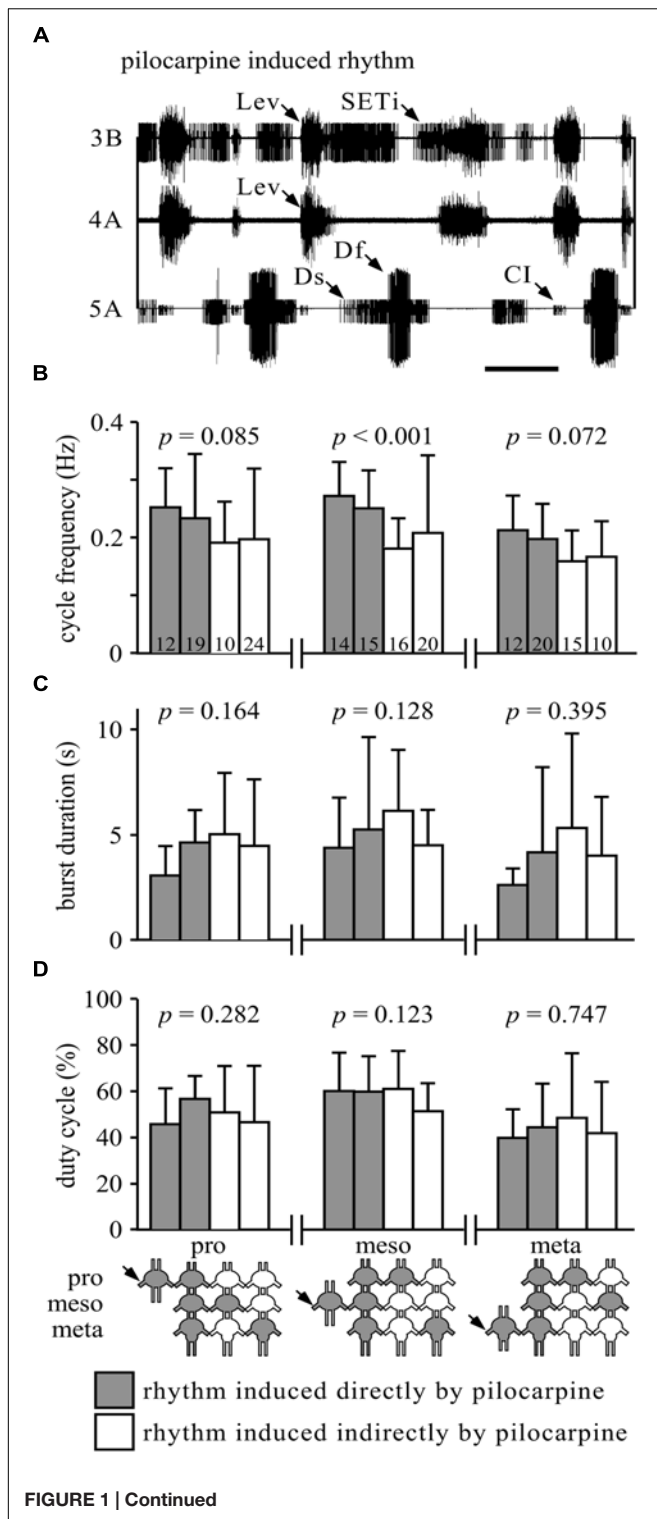 A
pilocarpine induced rhythm
Lev SETi
3B
Lev
4A
Df
Ds CI
5A
B
cycle frequency (Hz)
0.4
0.2
0
p = 0.085 p < 0.001 p = 0.072
12 19 10 24 14 15 16 20 12 20 15 10
C
burst duration (s)
10
5
0
p = 0.164 p = 0.128 p = 0.395
D
duty cycle (%)
100
80
60
40
20
0
p = 0.282 p = 0.123 p = 0.747
pro meso meta
pro
meso
meta
rhythm induced directly by pilocarpine
rhythm induced indirectly by pilocarpine
FIGURE 1 | Continued